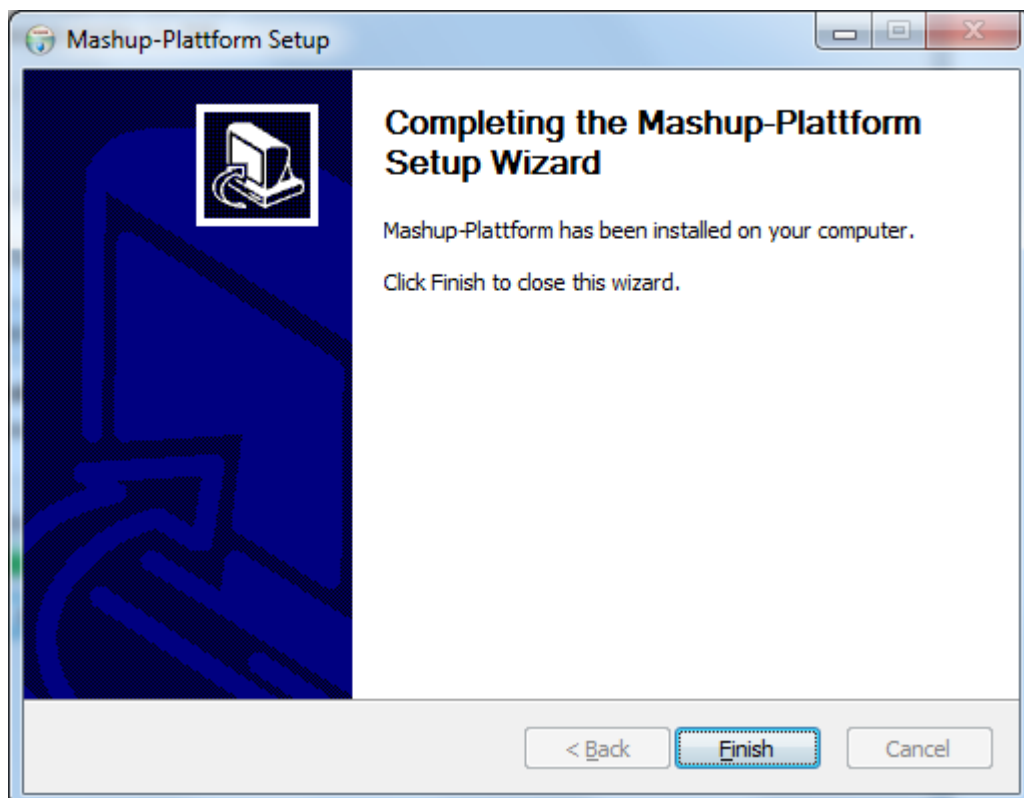 Mashup-Plattform Setup
Completing the Mashup-Plattform
Setup Wizard
Mashup-Plattform has been installed on your computer.
Click Finish to close this wizard.
< Back
Finish
Cancel